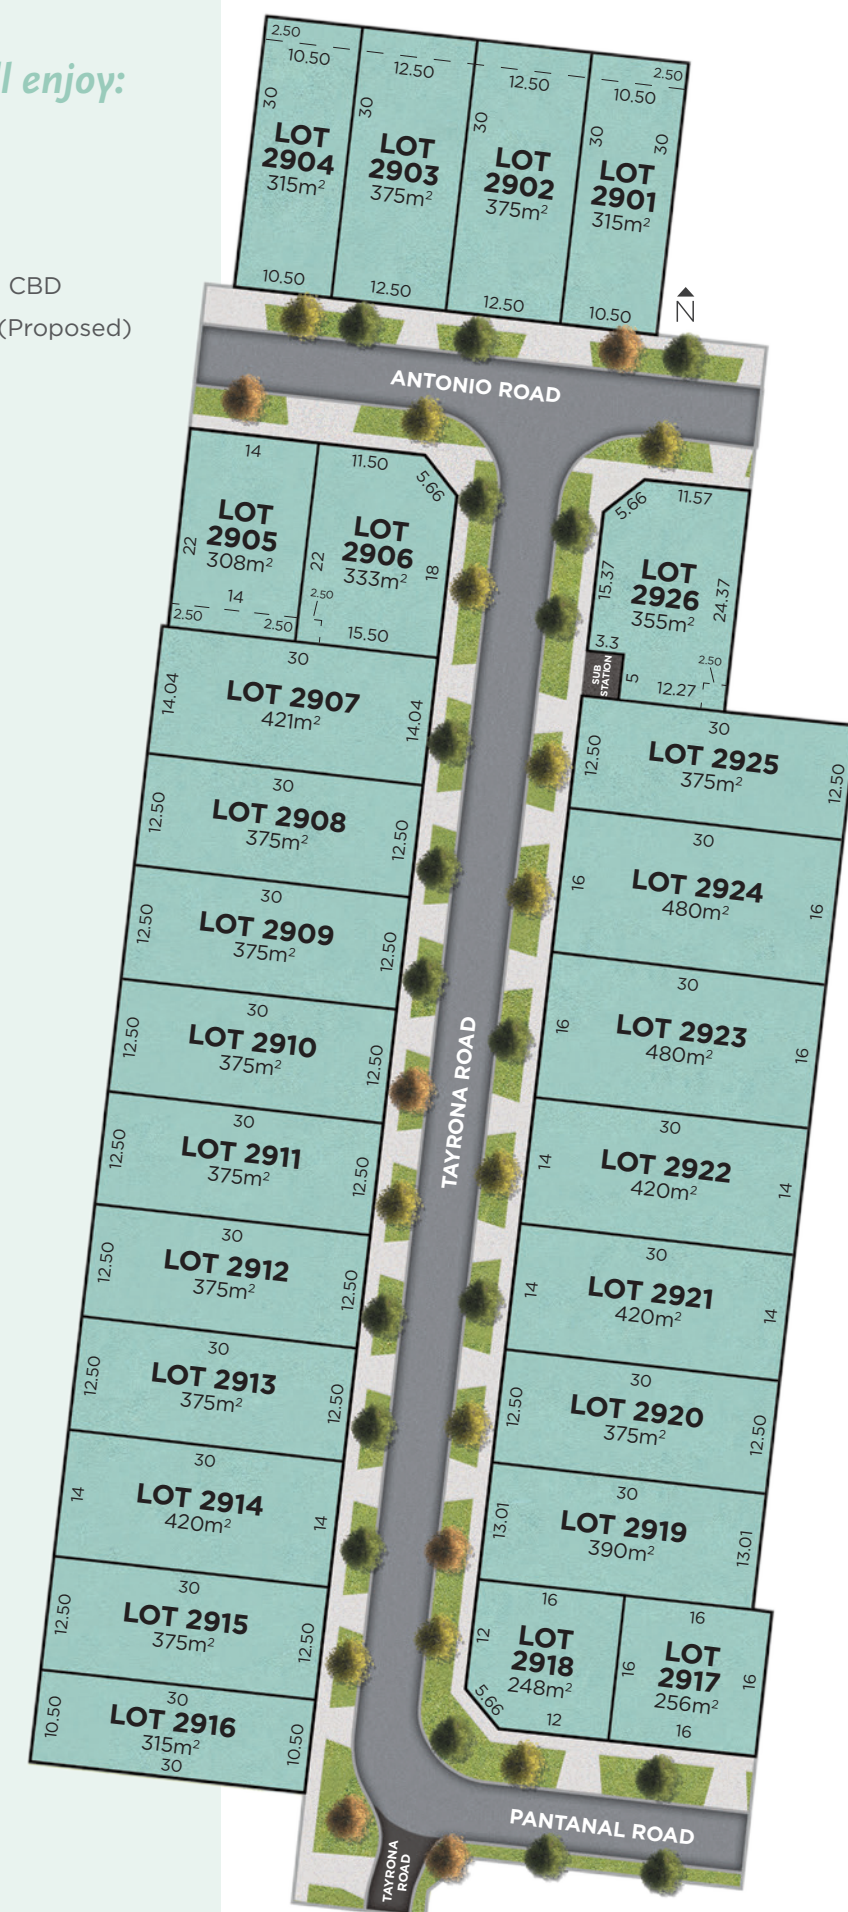 ll enjoy:
CBD
(Proposed)
2.50
10.50
30
LOT
2904
315m²
10.50
12.50
30
LOT
2903
375m²
12.50
12.50
30
LOT
2902
375m²
12.50
2.50
10.50
30
30
LOT
2901
315m²
10.50
N
ANTONIO ROAD
14
LOT
2905
308m²
22
14
2.50
2.50
11.50
5.66
LOT
2906
333m²
22
18
2.50
15.50
5.66
11.57
15.37
LOT
2926
355m²
24.37
3.3
SUB
STATION
5
2.50
12.27
30
14.04
LOT 2907
421m²
14.04
30
12.50
LOT 2908
375m²
12.50
30
12.50
LOT 2909
375m²
12.50
30
12.50
LOT 2910
375m²
12.50
30
12.50
LOT 2911
375m²
12.50
30
12.50
LOT 2912
375m²
12.50
30
12.50
LOT 2913
375m²
12.50
30
14
LOT 2914
420m²
14
30
12.50
LOT 2915
375m²
12.50
30
10.50
LOT 2916
315m²
10.50
30
TAYRONA ROAD
30
12.50
LOT 2925
375m²
12.50
30
16
LOT 2924
480m²
16
30
16
LOT 2923
480m²
16
30
14
LOT 2922
420m²
14
30
14
LOT 2921
420m²
14
30
12.50
LOT 2920
375m²
12.50
30
13.01
LOT 2919
390m²
13.01
16
12
LOT
2918
248m²
5.66
12
16
16
LOT
2917
256m²
16
16
PANTANAL ROAD
TAYRONA
ROAD